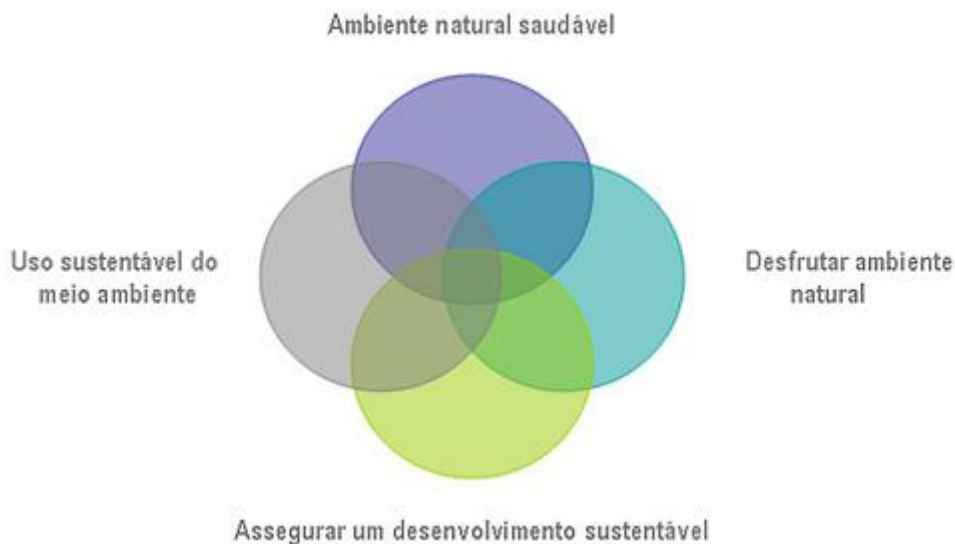 Ambiente natural saudável
Uso sustentável do
meio ambiente
Desfrutar ambiente
natural
Assegurar um desenvolvimento sustentável